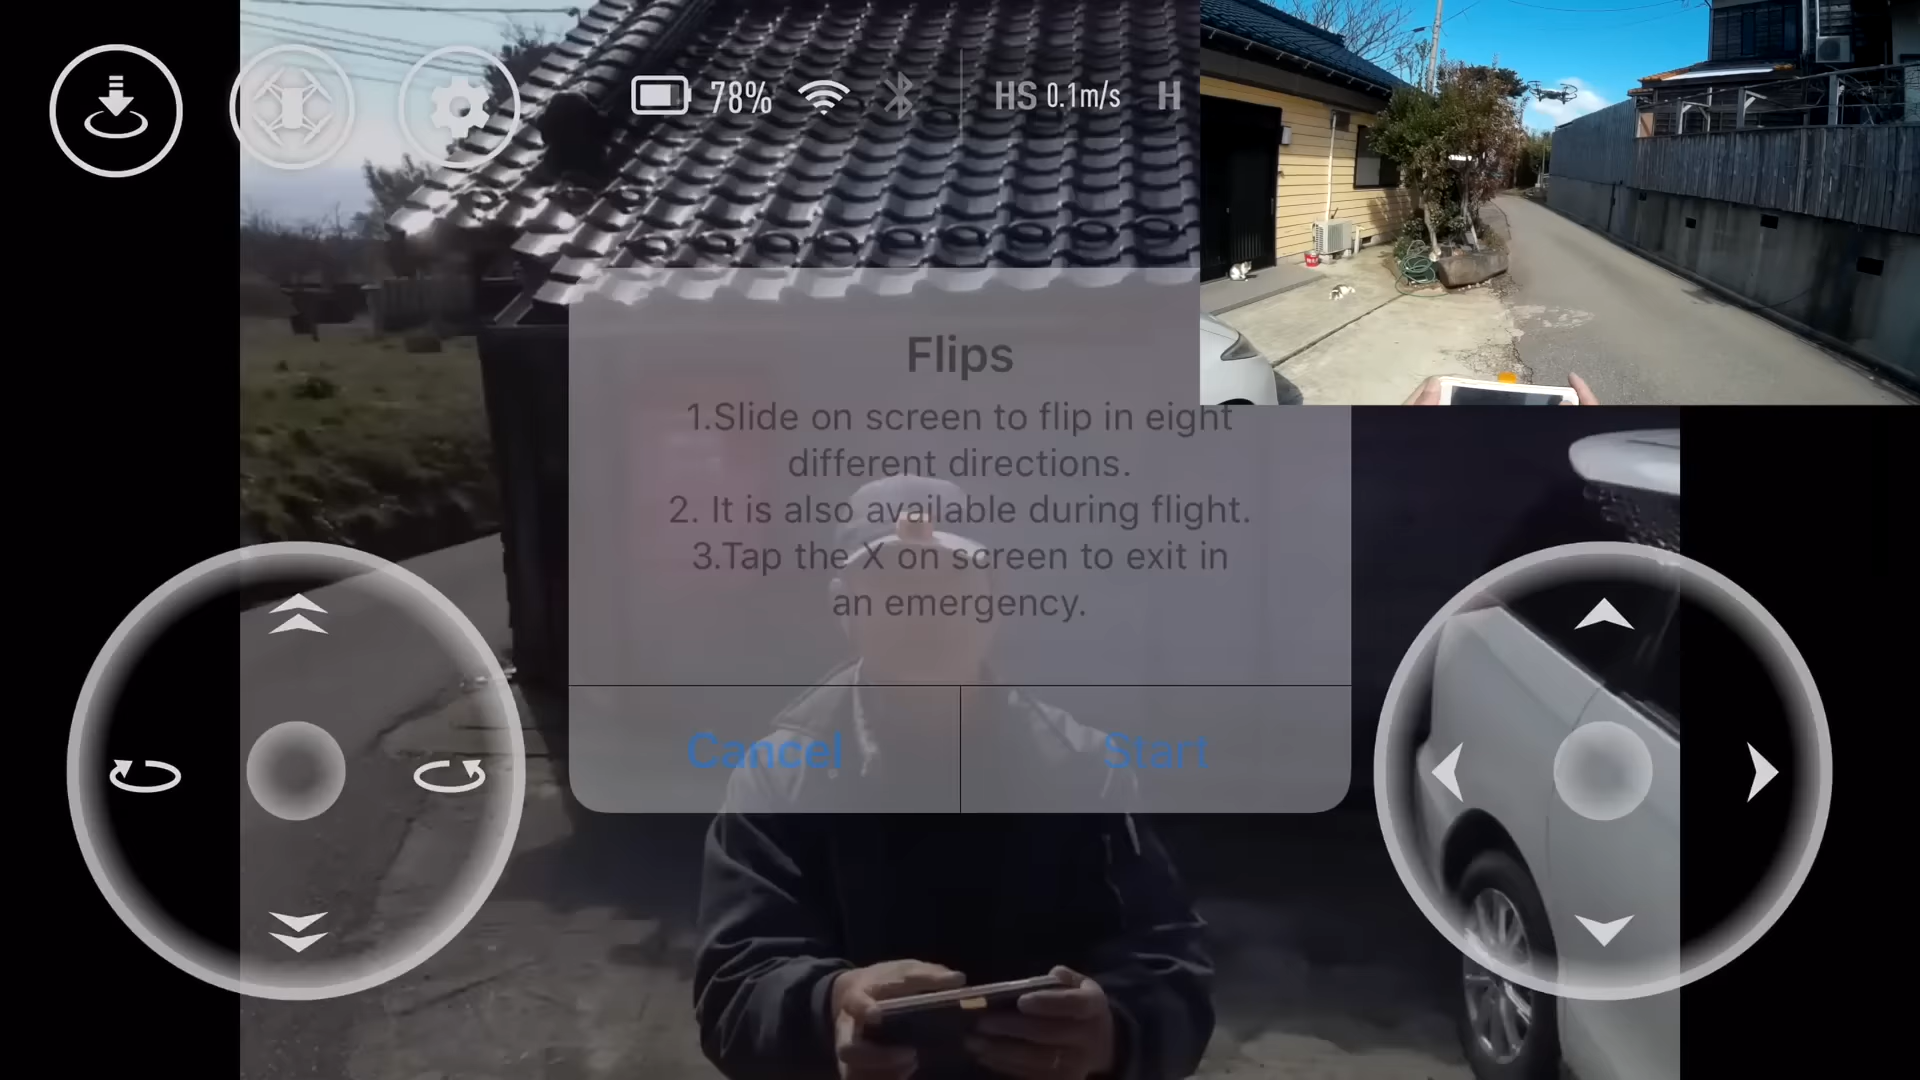 78% HS 0.1m/s H
Flips
1.Slide on screen to flip in eight
different directions.
2. It is also available during flight.
3.Tap the X on screen to exit in
an emergency.
Cancel Start